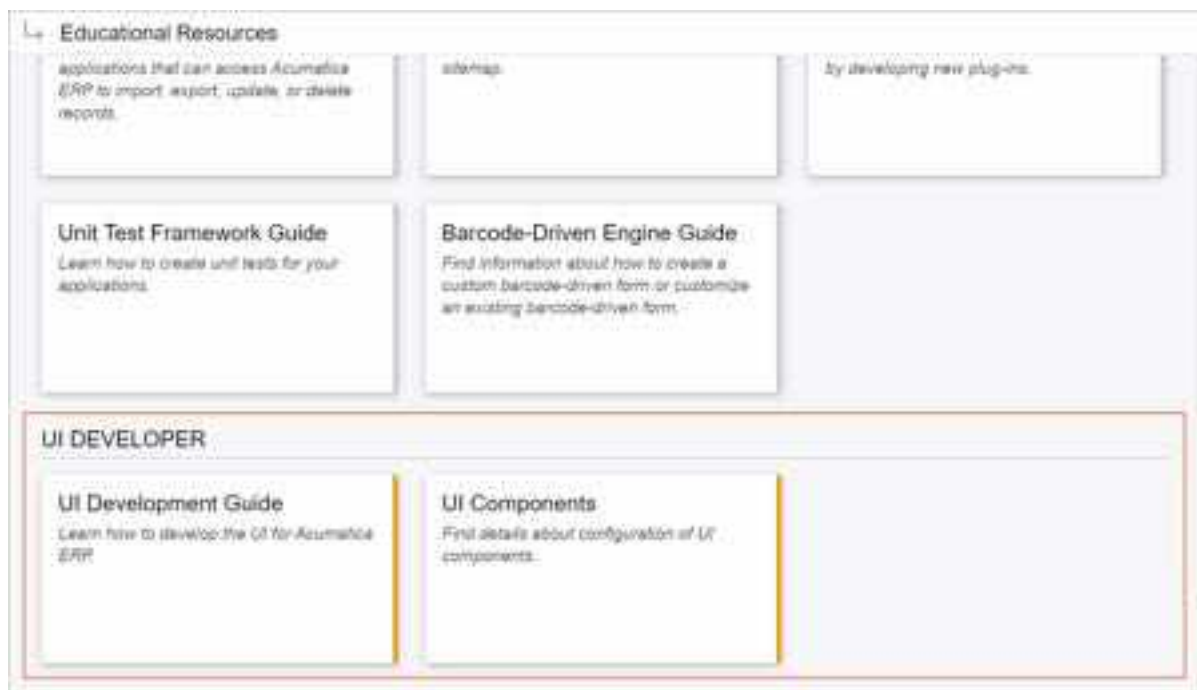 Educational Resources
applications that can access Acumatica
ERP to import, export, update, or delete
records.
sitemap.
by developing new plug-ins.
Unit Test Framework Guide
Learn how to create unit tests for your
applications.
Barcode-Driven Engine Guide
Find information about how to create a
custom barcode-driven form or customize
an existing barcode-driven form.
UI DEVELOPER
UI Development Guide
Learn how to develop the UI for Acumatica
ERP.
UI Components
Find details about configuration of UI
components.